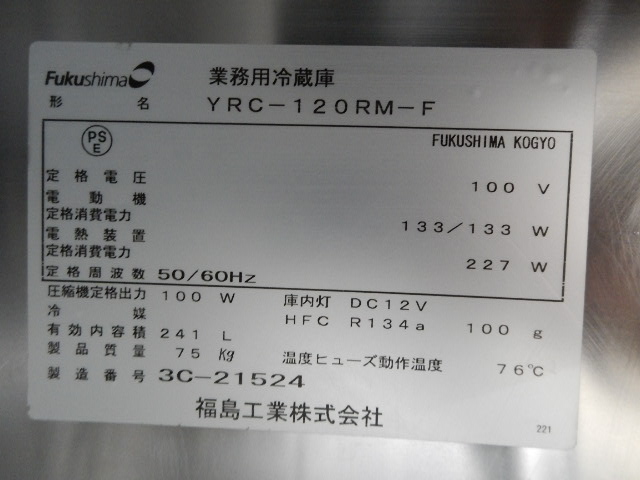 Fukushima 業務用冷蔵庫
形名 YRC-120RM-F
PS E FUKUSHIMA KOGYO
定格電圧 100 V
電動機
定格消費電力 133/133 W
電熱装置
定格消費電力 227 W
定格周波数 50/60Hz
圧縮機定格出力 100 W 庫内灯 DC12V
冷媒 HFC R134a 100 g
有効内容積 241 L
製品質量 75 Kg 温度ヒューズ動作温度 76℃
製造番号 3C-21524
福島工業株式会社
221